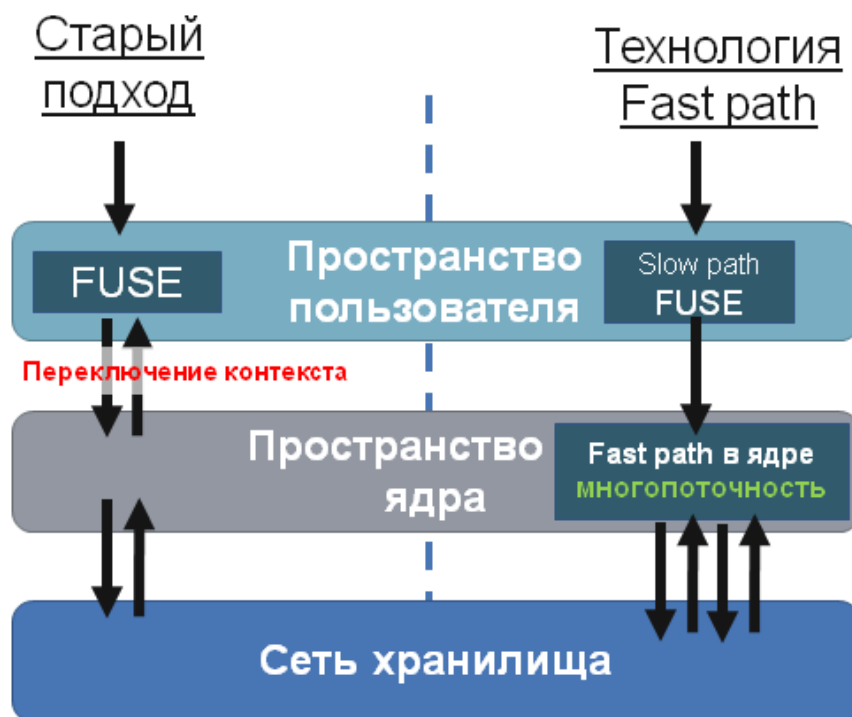 Старый
подход
Технология
Fast path
FUSE
Пространство
пользователя
Slow path
FUSE
Переключение контекста
Пространство
ядра
Fast path в ядре
многопоточность
Сеть хранилища